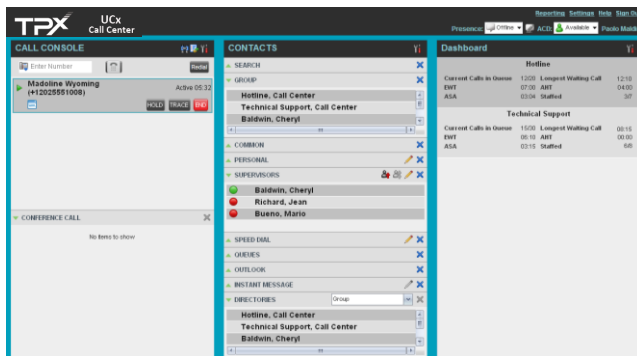 TPX UCx
Call Center
Reporting Settings Help Sign Out
Presence: Offline ACD: Available Paolo Maldi
CALL CONSOLE
Enter Number
Redial
Madoline Wyoming
(+12025551008)
Active 05:32
HOLD TRACE END
CONFERENCE CALL
No items to show
CONTACTS
SEARCH
GROUP
Hotline, Call Center
Technical Support, Call Center
Baldwin, Cheryl
COMMON
PERSONAL
SUPERVISORS
Baldwin, Cheryl
Richard, Jean
Bueno, Mario
SPEED DIAL
QUEUES
OUTLOOK
INSTANT MESSAGE
DIRECTORIES Group
Hotline, Call Center
Technical Support, Call Center
Baldwin, Cheryl
Dashboard
Hotline
Current Calls in Queue 12/20 Longest Waiting Call 12:16
EWT 07:00 AHT 04:00
ASA 03:04 Staffed 3/7
Technical Support
Current Calls in Queue 15/30 Longest Waiting Call 00:15
EWT 06:10 AHT 00:00
ASA 03:15 Staffed 6/6